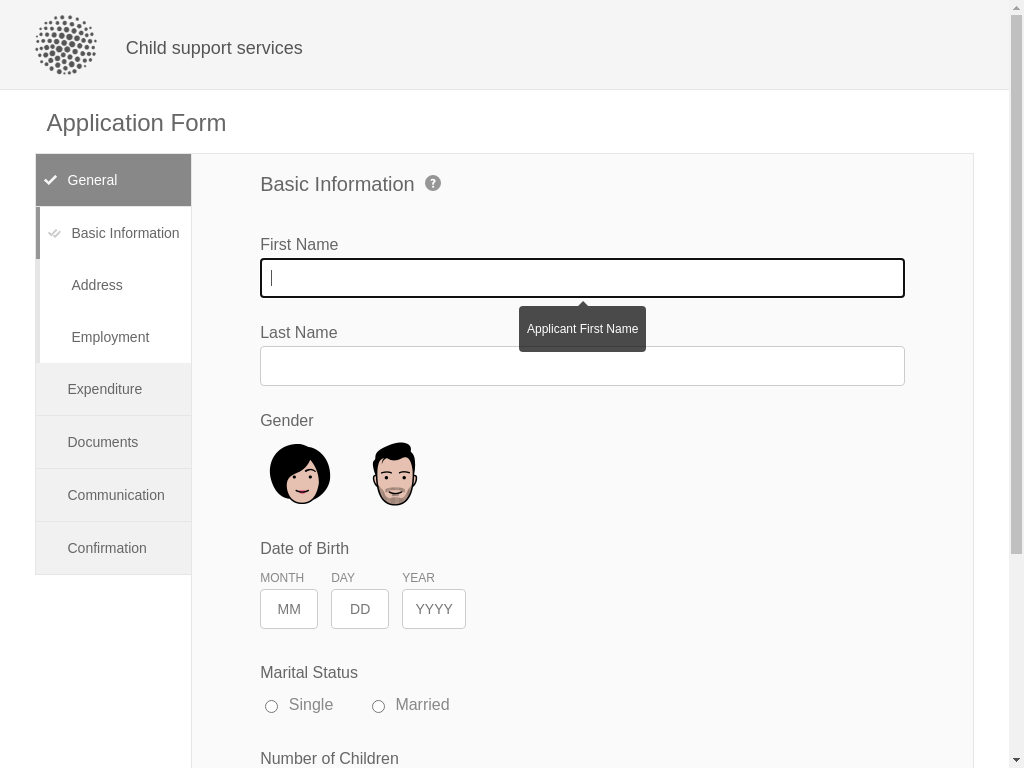 Child support services
Application Form
General
Basic Information
Address
Employment
Expenditure
Documents
Communication
Confirmation
Basic Information ?
First Name
Applicant First Name
Last Name
Gender
Date of Birth
MONTH DAY YEAR
MM DD YYYY
Marital Status
Single Married
Number of Children